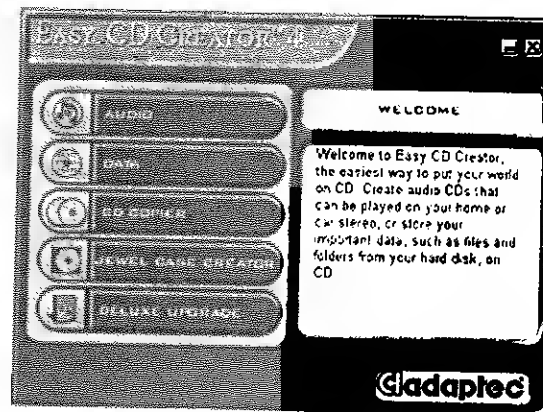 EASY CD CREATOR 4
AUDIO
DATA
CD COPIER
JEWEL CASE CREATOR
DELUXE UPGRADE
WELCOME
Welcome to Easy CD Creator,
the easiest way to put your world
on CD. Create audio CDs that
can be played on your home or
car stereo, or store your
important data, such as files and
folders from your hard disk, on
CD
adaptec